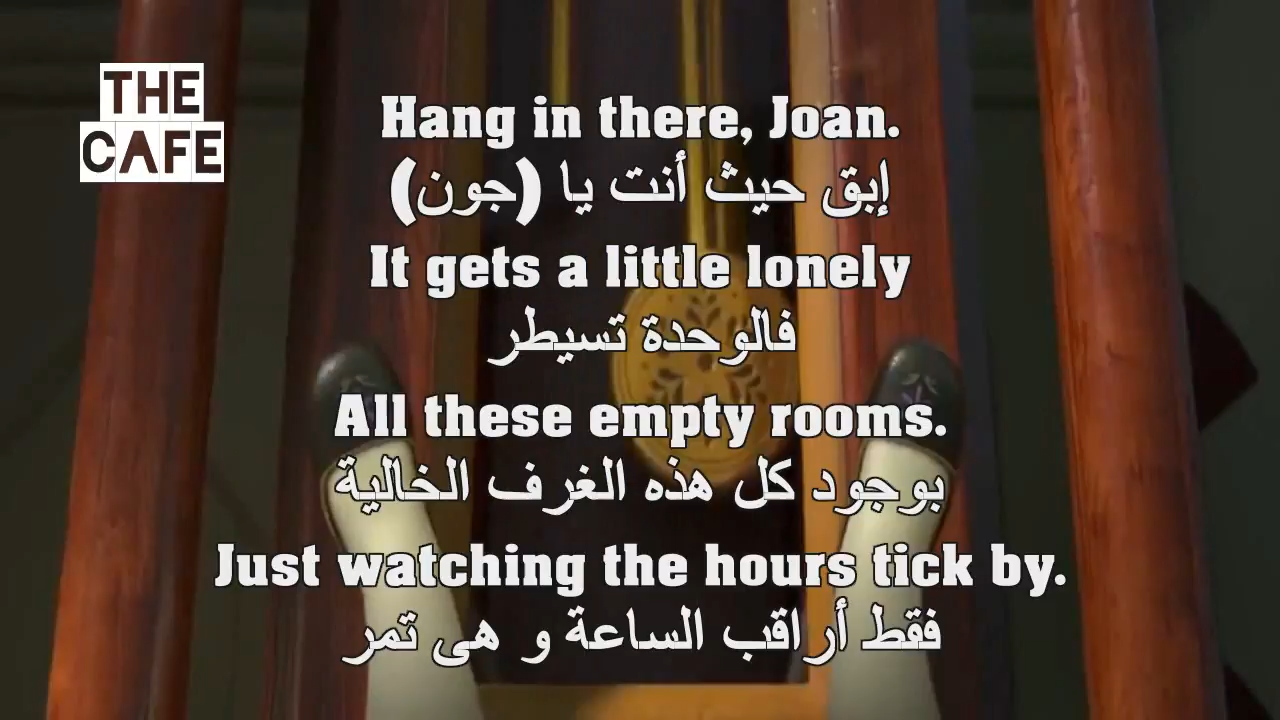 THE
CAFE
Hang in there, Joan.
إبق حيث أنت يا (جون)
It gets a little lonely
فالوحدة تسيطر
All these empty rooms.
بوجود كل هذه الغرف الخالية
Just watching the hours tick by.
فقط أراقب الساعة و هى تمر